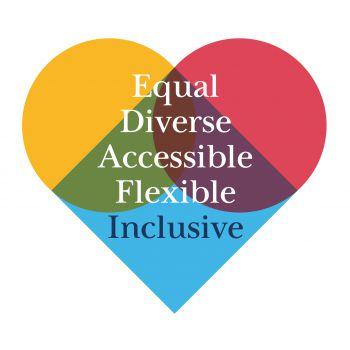 Equal
Diverse
Accessible
Flexible
Inclusive